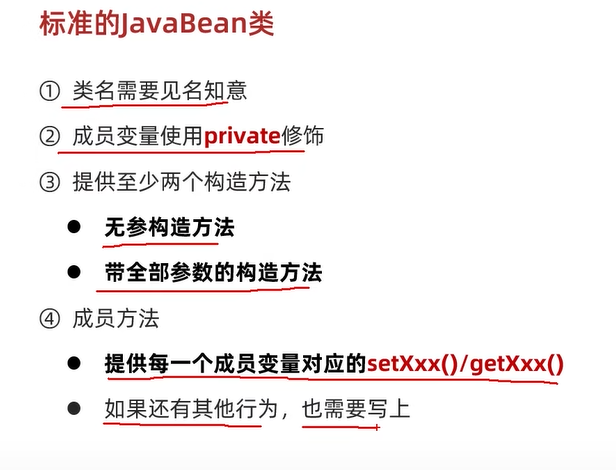 标准的JavaBean类
① 类名需要见名知意
② 成员变量使用private修饰
③ 提供至少两个构造方法
● 无参构造方法
● 带全部参数的构造方法
④ 成员方法
● 提供每一个成员变量对应的setXxx()/getXxx()
● 如果还有其他行为，也需要写上